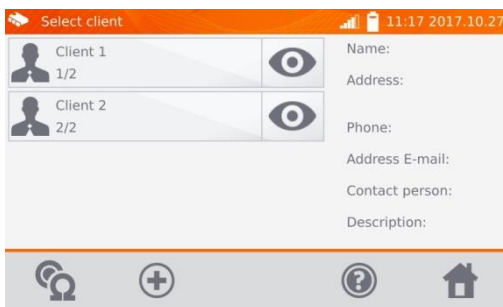 Select client
11:17 2017.10.27
Client 1
1/2
Client 2
2/2
Name:
Address:
Phone:
Address E-mail:
Contact person:
Description: